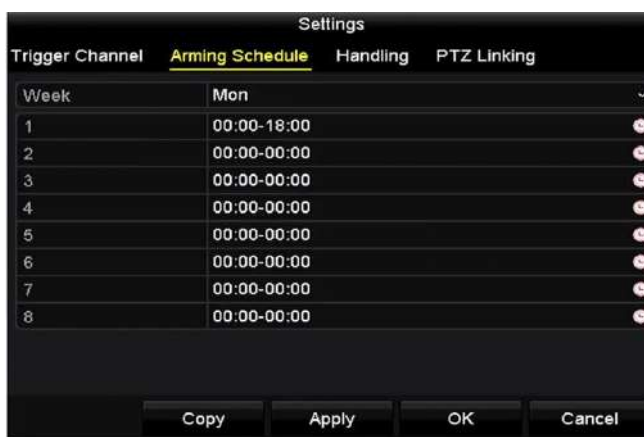 Settings
Trigger Channel Arming Schedule Handling PTZ Linking
Week Mon
1 00:00-18:00
2 00:00-00:00
3 00:00-00:00
4 00:00-00:00
5 00:00-00:00
6 00:00-00:00
7 00:00-00:00
8 00:00-00:00
Copy Apply OK Cancel